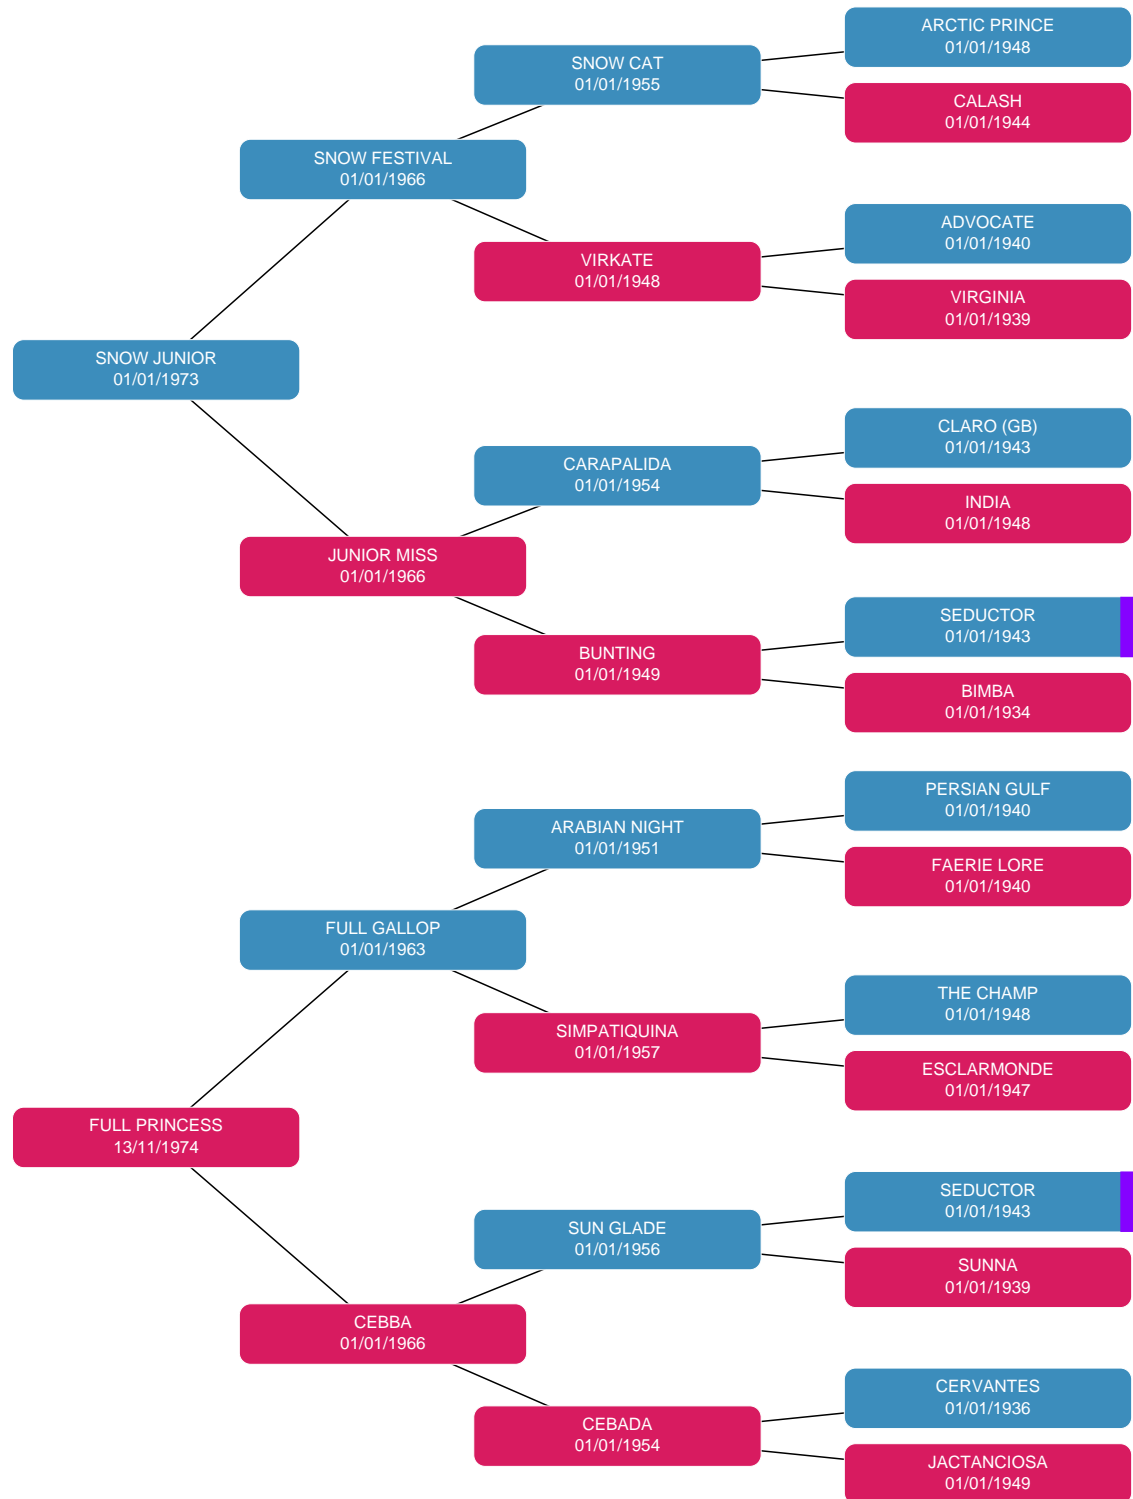 ARCTIC PRINCE
01/01/1948
SNOW CAT
01/01/1955
CALASH
01/01/1944
SNOW FESTIVAL
01/01/1966
ADVOCATE
01/01/1940
VIRKATE
01/01/1948
VIRGINIA
01/01/1939
SNOW JUNIOR
01/01/1973
CLARO (GB)
01/01/1943
CARAPALIDA
01/01/1954
INDIA
01/01/1948
JUNIOR MISS
01/01/1966
SEDUCTOR
01/01/1943
BUNTING
01/01/1949
BIMBA
01/01/1934
PERSIAN GULF
01/01/1940
ARABIAN NIGHT
01/01/1951
FAERIE LORE
01/01/1940
FULL GALLOP
01/01/1963
THE CHAMP
01/01/1948
SIMPATIQUINA
01/01/1957
ESCLARMONDE
01/01/1947
FULL PRINCESS
13/11/1974
SEDUCTOR
01/01/1943
SUN GLADE
01/01/1956
SUNNA
01/01/1939
CEBBA
01/01/1966
CERVANTES
01/01/1936
CEBADA
01/01/1954
JACTANCIOSA
01/01/1949